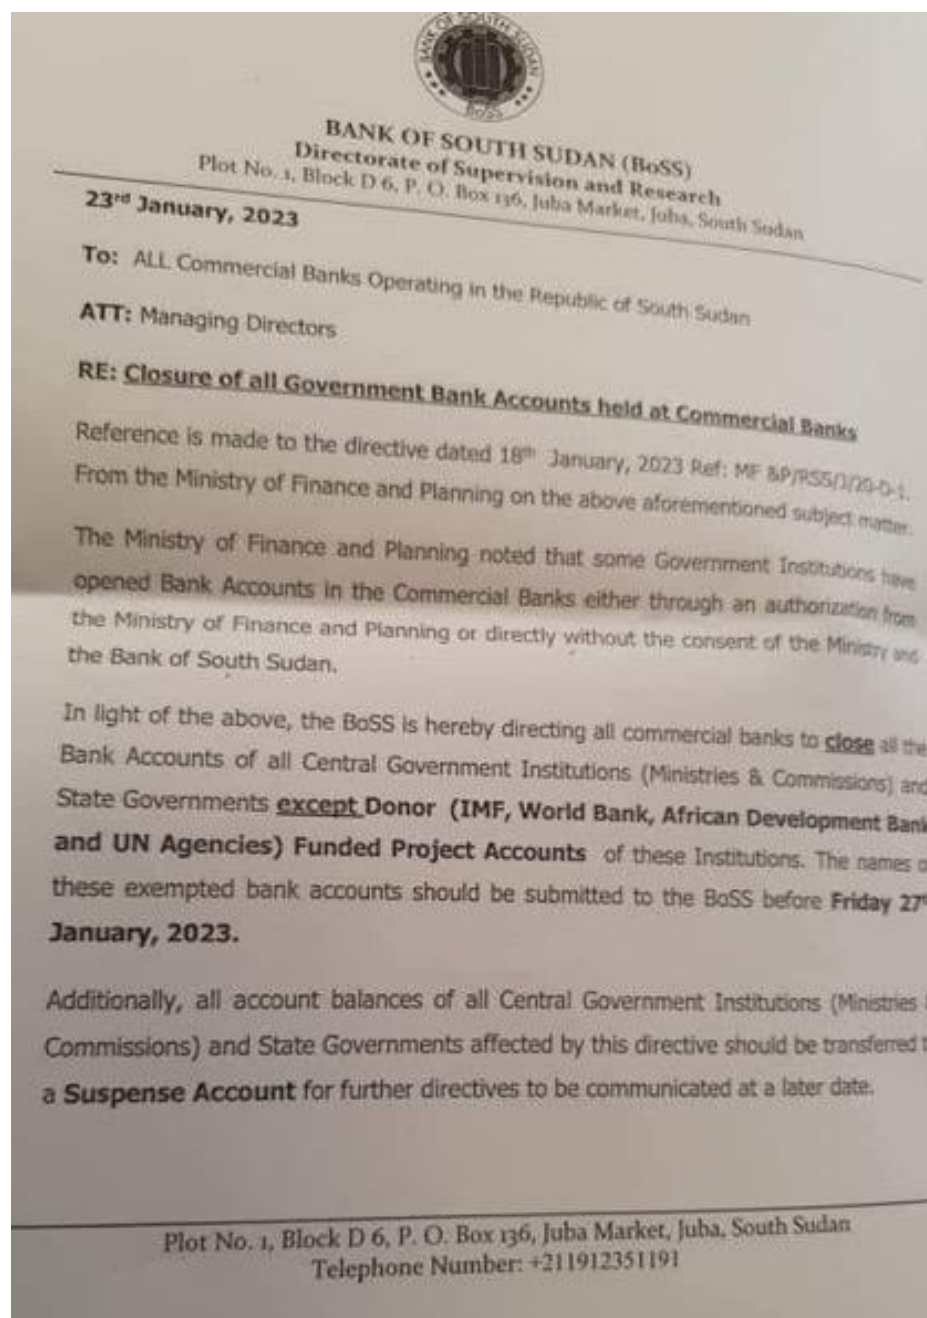 BANK OF SOUTH SUDAN
BoSS
BANK OF SOUTH SUDAN (BoSS)
Directorate of Supervision and Research
Plot No. 1, Block D 6, P. O. Box 136, Juba Market, Juba, South Sudan
23rd January, 2023
To: ALL Commercial Banks Operating in the Republic of South Sudan
ATT: Managing Directors
RE: Closure of all Government Bank Accounts held at Commercial Banks
Reference is made to the directive dated 18th January, 2023 Ref: MF &P/RSS/J/20-D-1.
From the Ministry of Finance and Planning on the above aforementioned subject matter.
The Ministry of Finance and Planning noted that some Government Institutions have
opened Bank Accounts in the Commercial Banks either through an authorization from
the Ministry of Finance and Planning or directly without the consent of the Ministry and
the Bank of South Sudan.
In light of the above, the BoSS is hereby directing all commercial banks to close all the
Bank Accounts of all Central Government Institutions (Ministries & Commissions) and
State Governments except Donor (IMF, World Bank, African Development Bank
and UN Agencies) Funded Project Accounts of these Institutions. The names
these exempted bank accounts should be submitted to the BoSS before Friday 27th
January, 2023.
Additionally, all account balances of all Central Government Institutions (Ministries
Commissions) and State Governments affected by this directive should be transferred
a Suspense Account for further directives to be communicated at a later date.
Plot No. 1, Block D 6, P. O. Box 136, Juba Market, Juba, South Sudan
Telephone Number: +211912351191